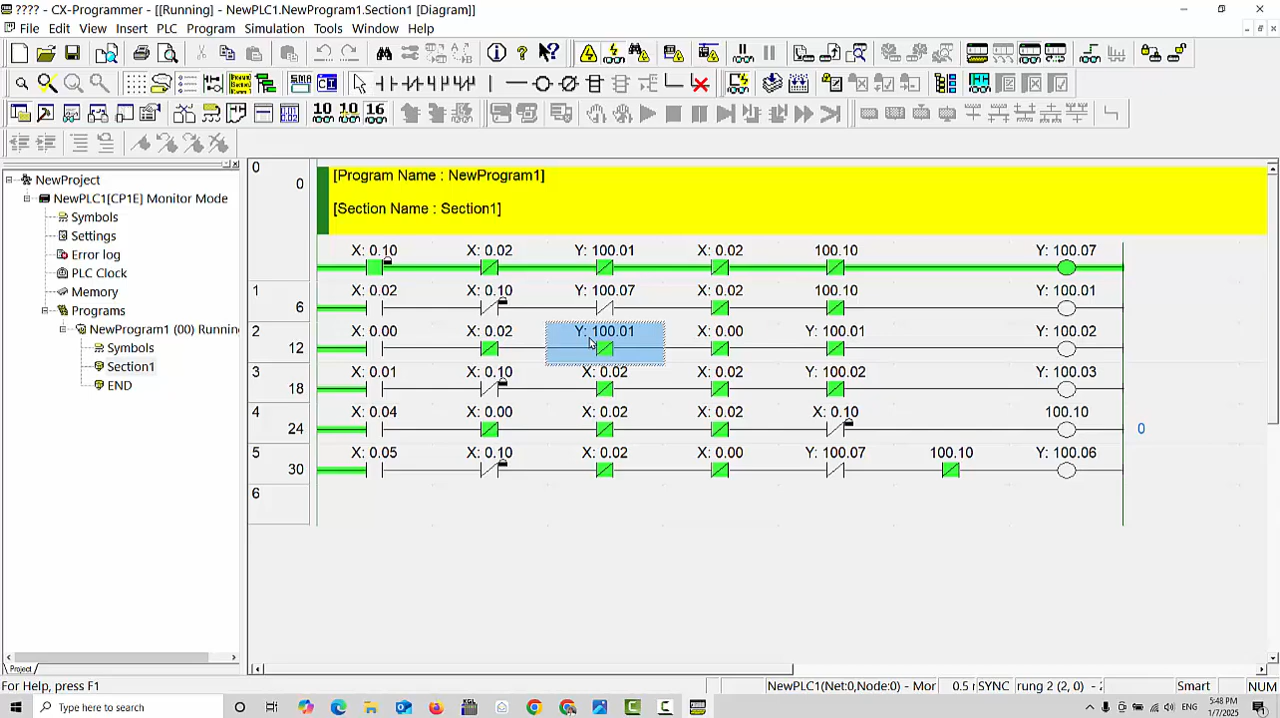 ???? - CX-Programmer - [[Running] - NewPLC1.NewProgram1.Section1 [Diagram]]
File Edit View Insert PLC Program Simulation Tools Window Help
10 10 16
NewProject
NewPLC1[CP1E] Monitor Mode
Symbols
Settings
Error log
PLC Clock
Memory
Programs
NewProgram1 (00) Runnin
Symbols
Section1
END
Project
0
0
[Program Name : NewProgram1]
[Section Name : Section1]
X: 0.10 X: 0.02 Y: 100.01 X: 0.02 100.10 Y: 100.07
1 X: 0.02 X: 0.10 Y: 100.07 X: 0.02 100.10 Y: 100.01
6
2 X: 0.00 X: 0.02 Y: 100.01 X: 0.00 Y: 100.01 Y: 100.02
12
3 X: 0.01 X: 0.10 X: 0.02 X: 0.02 Y: 100.02 Y: 100.03
18
4 X: 0.04 X: 0.00 X: 0.02 X: 0.02 X: 0.10 100.10
24 0
5 X: 0.05 X: 0.10 X: 0.02 X: 0.00 Y: 100.07 100.10 Y: 100.06
30
6
For Help, press F1 NewPLC1(Net:0,Node:0) - Mor 0.5 r SYNC rung 2 (2, 0) - Smart NUM
Type here to search
5:48 PM
1/7/2025